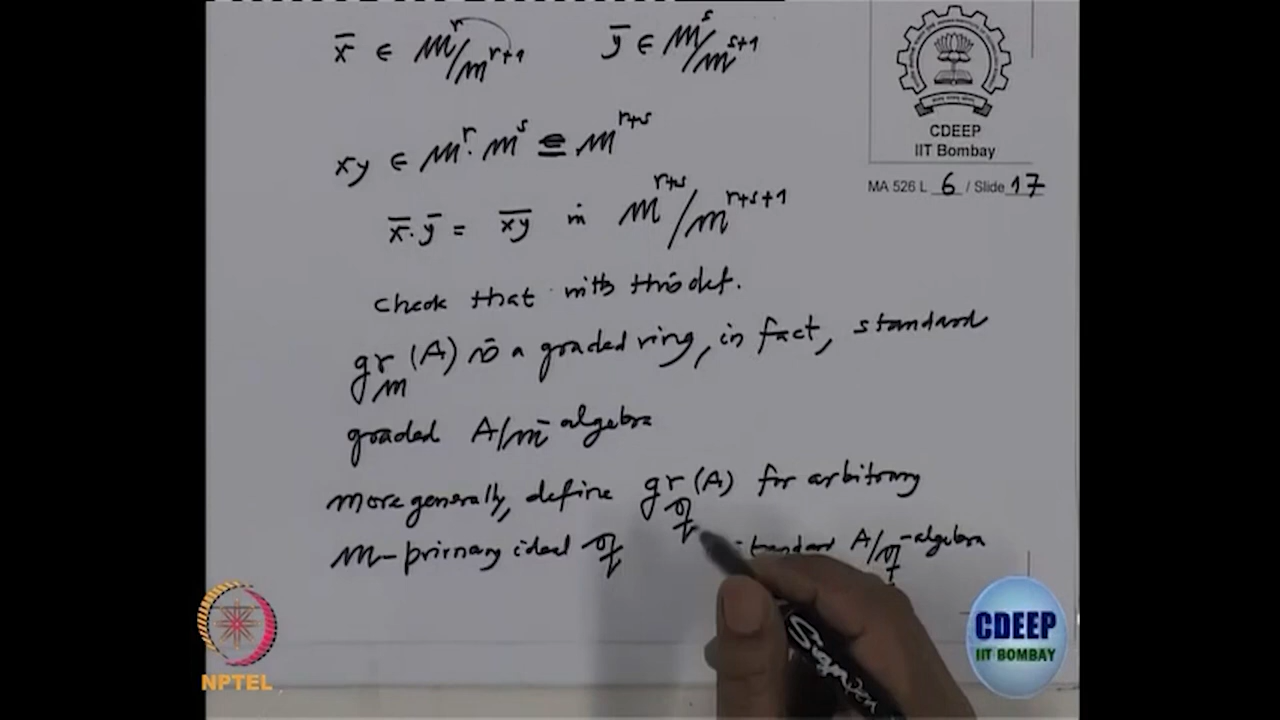 x̄ ∈ m^r/m^{r+1}    ȳ ∈ m^s/m^{s+1}
xy ∈ m^r · m^s = m^{r+s}
x̄·ȳ = \overline{xy} in m^{r+s}/m^{r+s+1}
check that with this def.
gr_m(A) is a graded ring, in fact, standard
graded A/m-algebra
more generally, define gr_q(A) for arbitrary
m-primary ideal q standard A/q-algebra
CDEEP
IIT Bombay
MA 526 L 6 / Slide 17
NPTEL
CDEEP
IIT BOMBAY